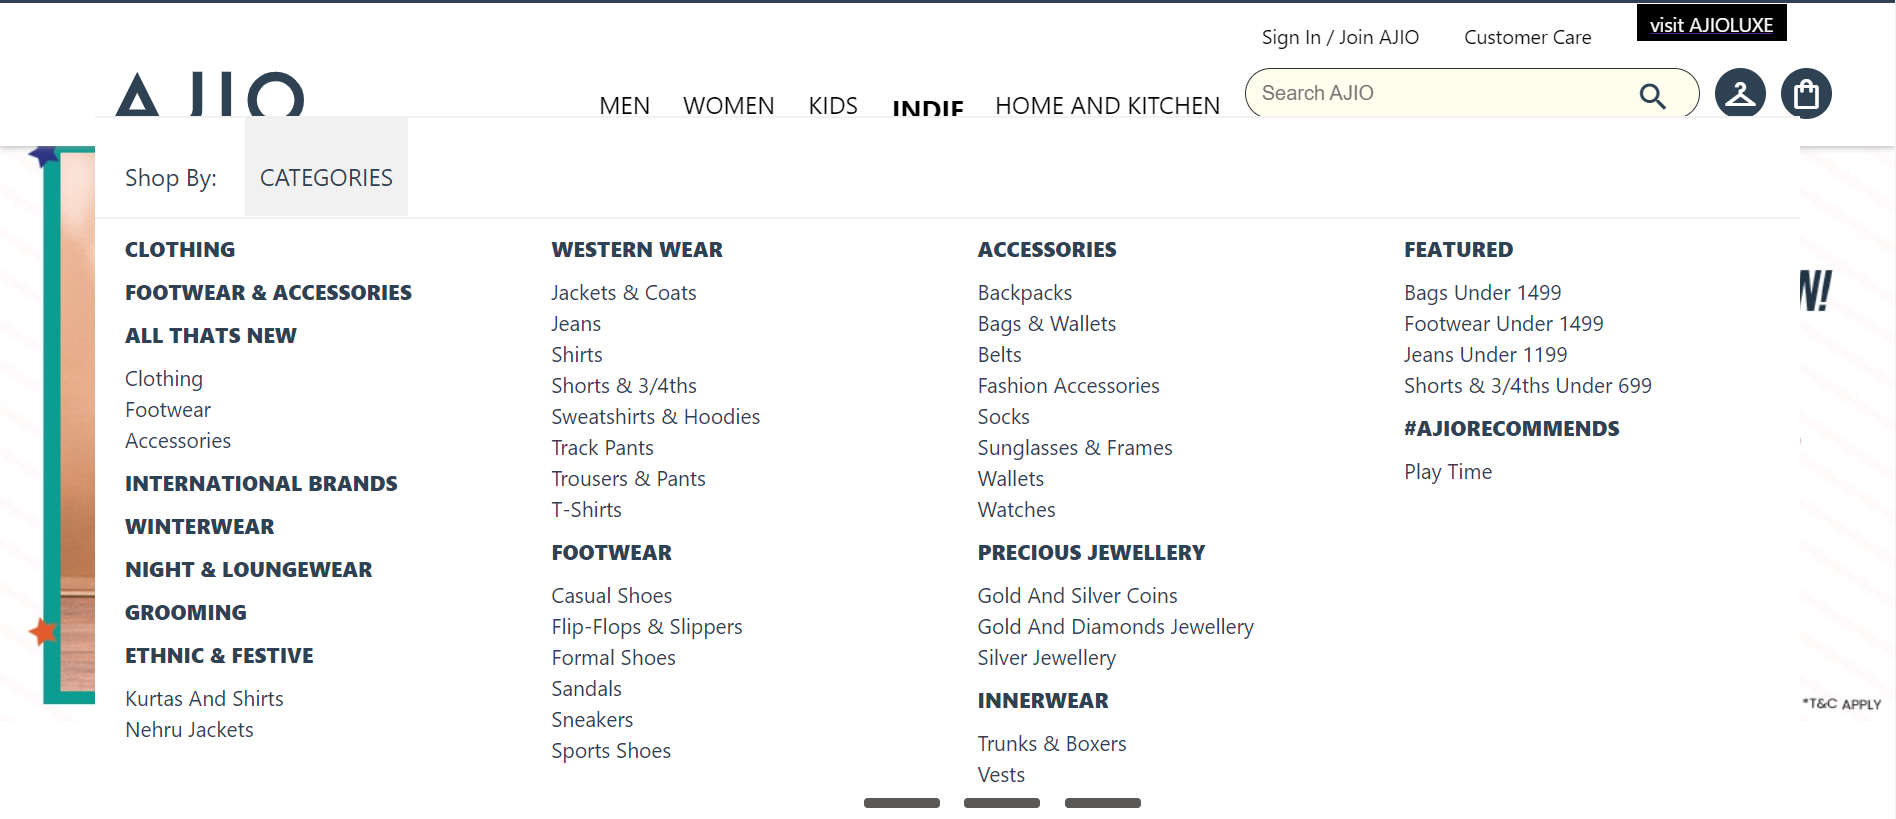 Sign In / Join AJIO
Customer Care
visit AJIOLUXE
AJIO
MEN
WOMEN
KIDS
INDIE
HOME AND KITCHEN
Search AJIO
Shop By:
CATEGORIES
CLOTHING
FOOTWEAR & ACCESSORIES
ALL THATS NEW
Clothing
Footwear
Accessories
INTERNATIONAL BRANDS
WINTERWEAR
NIGHT & LOUNGEWEAR
GROOMING
ETHNIC & FESTIVE
Kurtas And Shirts
Nehru Jackets
WESTERN WEAR
Jackets & Coats
Jeans
Shirts
Shorts & 3/4ths
Sweatshirts & Hoodies
Track Pants
Trousers & Pants
T-Shirts
FOOTWEAR
Casual Shoes
Flip-Flops & Slippers
Formal Shoes
Sandals
Sneakers
Sports Shoes
ACCESSORIES
Backpacks
Bags & Wallets
Belts
Fashion Accessories
Socks
Sunglasses & Frames
Wallets
Watches
PRECIOUS JEWELLERY
Gold And Silver Coins
Gold And Diamonds Jewellery
Silver Jewellery
INNERWEAR
Trunks & Boxers
Vests
FEATURED
Bags Under 1499
Footwear Under 1499
Jeans Under 1199
Shorts & 3/4ths Under 699
#AJIORECOMMENDS
Play Time
*T&C APPLY